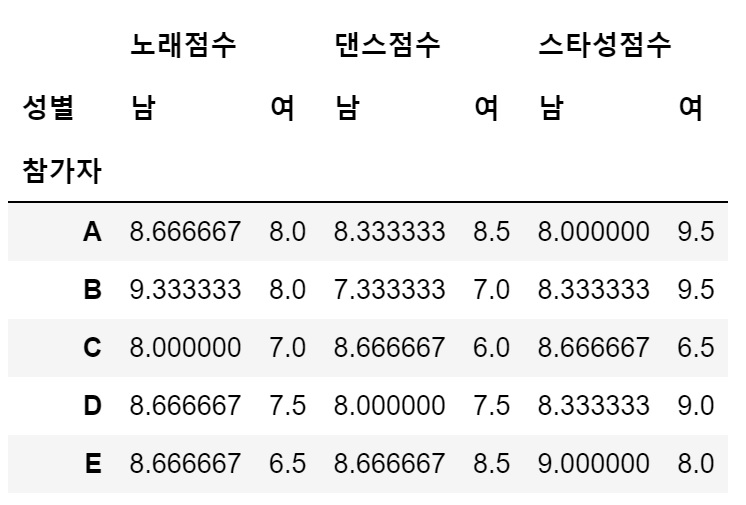 노래점수 댄스점수 스타성점수
성별 남 여 남 여 남 여
참가자
A 8.666667 8.0 8.333333 8.5 8.000000 9.5
B 9.333333 8.0 7.333333 7.0 8.333333 9.5
C 8.000000 7.0 8.666667 6.0 8.666667 6.5
D 8.666667 7.5 8.000000 7.5 8.333333 9.0
E 8.666667 6.5 8.666667 8.5 9.000000 8.0